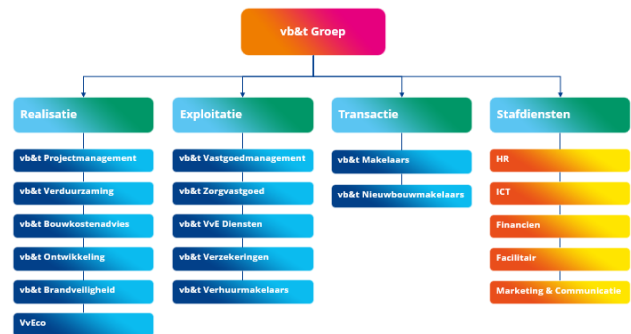 vb&t Groep
Realisatie
vb&t Projectmanagement
vb&t Verduurzaming
vb&t Bouwkostenadvies
vb&t Ontwikkeling
vb&t Brandveiligheid
VvEco
Exploitatie
vb&t Vastgoedmanagement
vb&t Zorgvastgoed
vb&t VvE Diensten
vb&t Verzekeringen
vb&t Verhuurmakelaars
Transactie
vb&t Makelaars
vb&t Nieuwbouwmakelaars
Stafdiensten
HR
ICT
Financien
Facilitair
Marketing & Communicatie